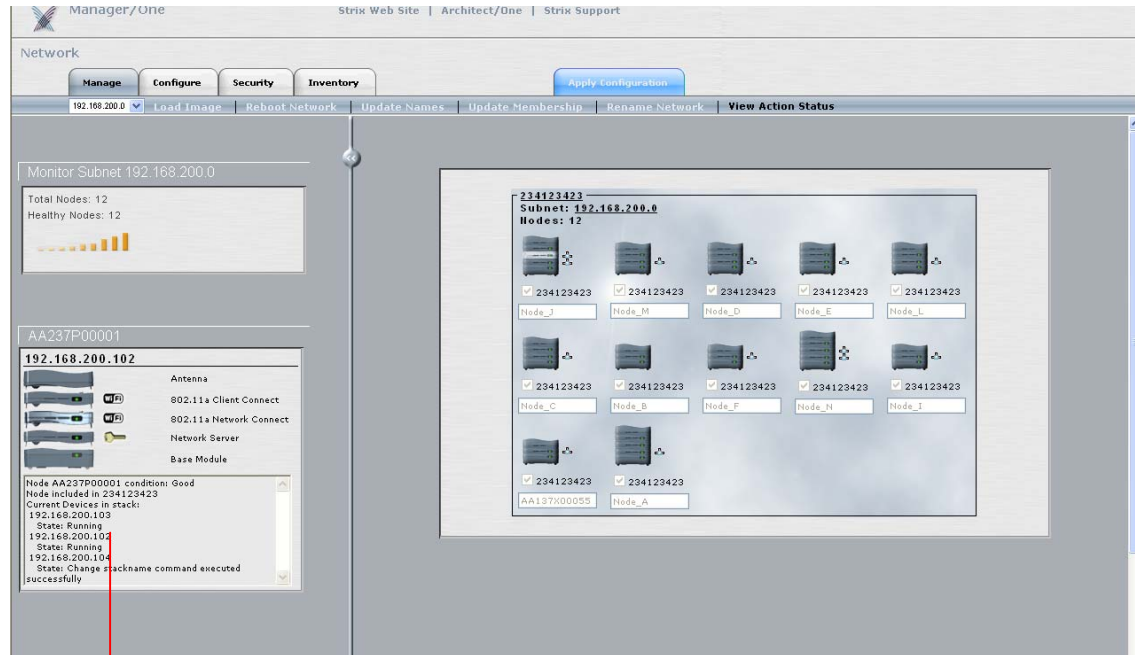 Manager/One
Strix Web Site | Architect/One | Strix Support
Network
Manage Configure Security Inventory Apply Configuration
192.168.200.0 Load Image | Reboot Network | Update Names | Update Membership | Rename Network | View Action Status
Monitor Subnet 192.168.200.0
Total Nodes: 12
Healthy Nodes: 12
AA237P00001
192.168.200.102
Antenna
WiFi 802.11a Client Connect
WiFi 802.11a Network Connect
Network Server
Base Module
Node AA237P00001 condition: Good
Node included in 234123423
Current Devices in stack:
192.168.200.103
State: Running
192.168.200.102
State: Running
192.168.200.104
State: Change stackname command executed
successfully
234123423
Subnet: 192.168.200.0
Nodes: 12
234123423 234123423 234123423 234123423 234123423
Node_J Node_M Node_D Node_E Node_L
234123423 234123423 234123423 234123423 234123423
Node_C Node_B Node_F Node_N Node_I
234123423 234123423
AA137X00055 Node_A